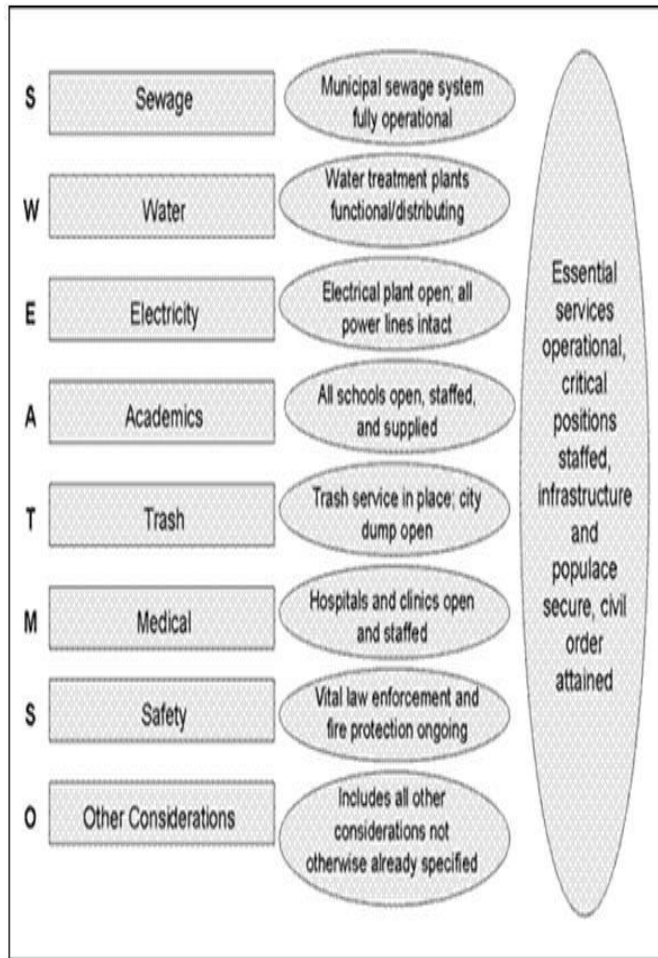 S
Sewage
Municipal sewage system
fully operational
W
Water
Water treatment plants
functional/distributing
E
Electricity
Electrical plant open; all
power lines intact
A
Academics
All schools open, staffed,
and supplied
T
Trash
Trash service in place; city
dump open
M
Medical
Hospitals and clinics open
and staffed
S
Safety
Vital law enforcement and
fire protection ongoing
O
Other Considerations
Includes all other
considerations not
otherwise already specified
Essential
services
operational,
critical
positions
staffed,
infrastructure
and
populace
secure, civil
order
attained